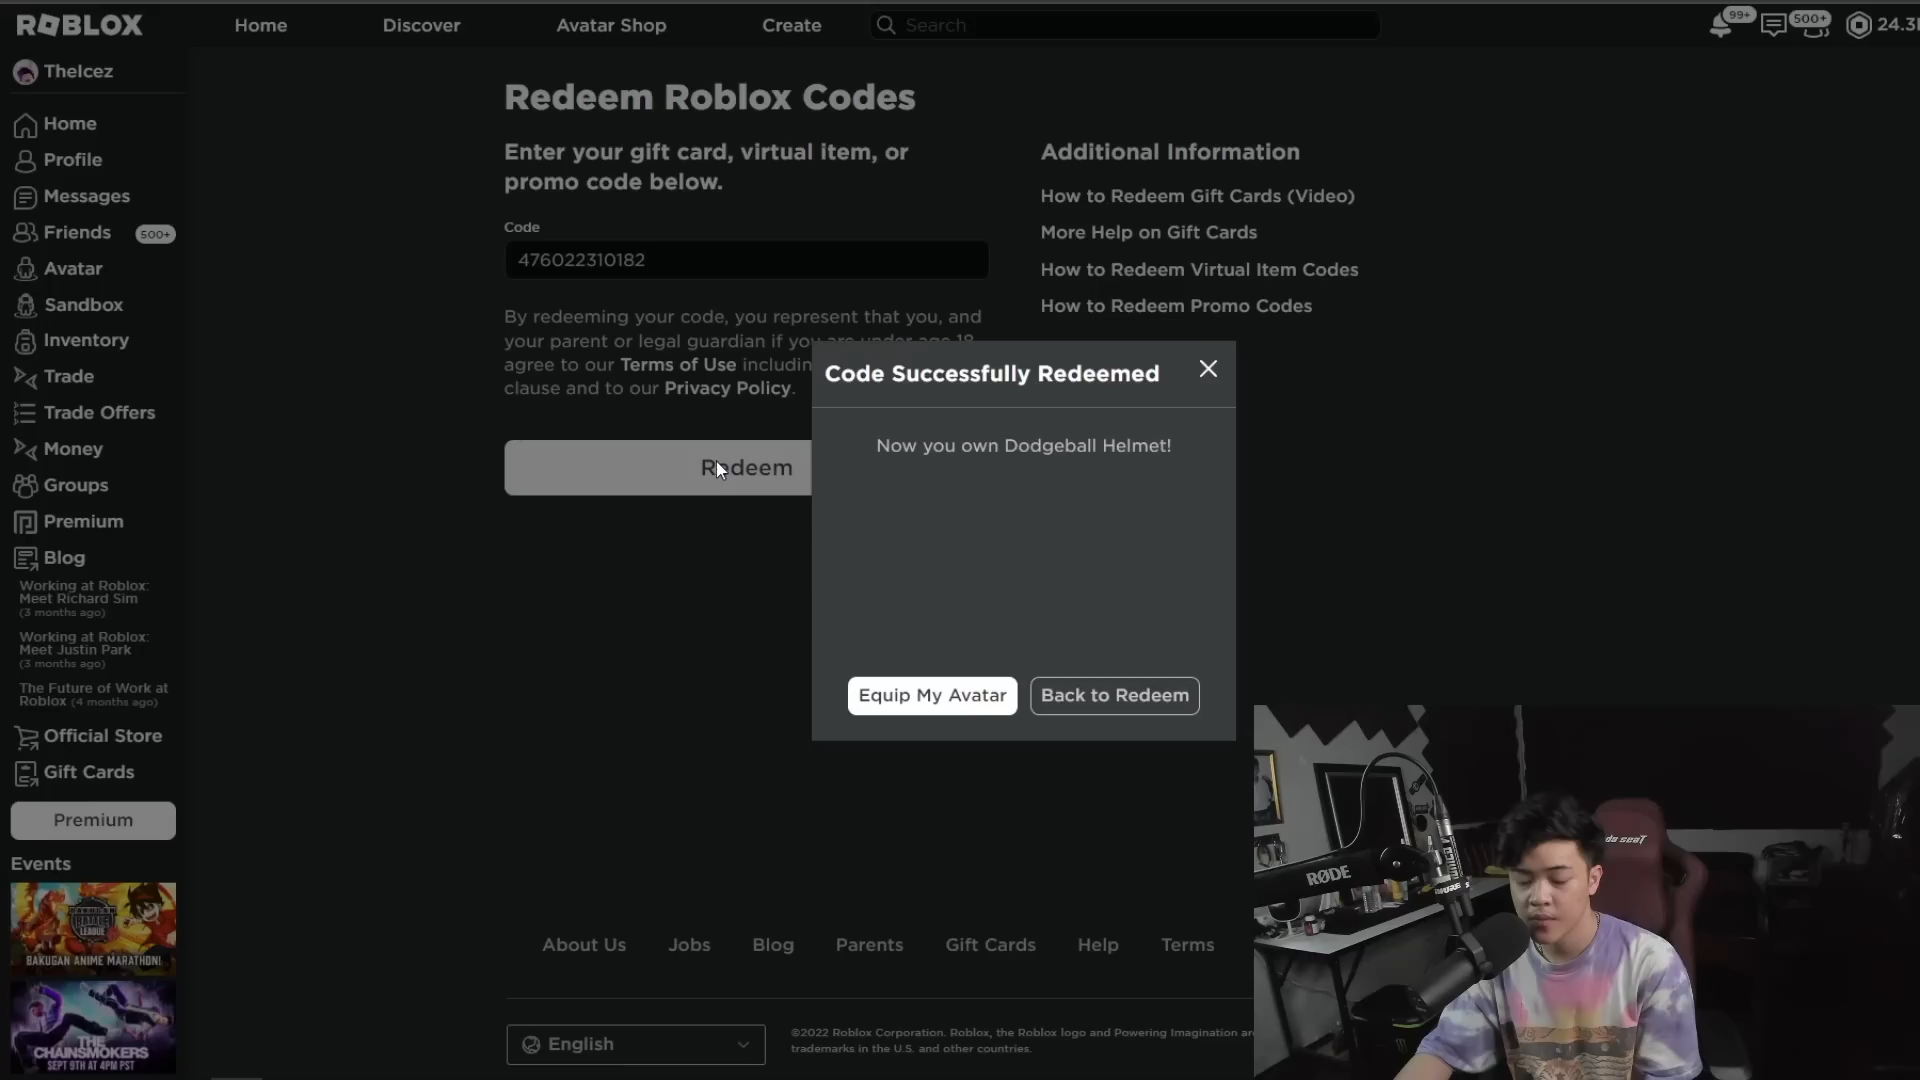 ROBLOX
Home
Discover
Avatar Shop
Create
Search
99+
500+
TheIcez
Home
Profile
Messages
Friends
500+
Avatar
Sandbox
Inventory
Trade
Trade Offers
Money
Groups
Premium
Blog
Working at Roblox:
Meet Richard Sim
(3 months ago)
Working at Roblox:
Meet Justin Park
(3 months ago)
The Future of Work at
Roblox (4 months ago)
Official Store
Gift Cards
Premium
Events
BAKUGAN
BATTLE
LEAGUE
BAKUGAN ANIME MARATHON!
THE
CHAINSMOKERS
SEPT 9TH AT 4PM PST
Redeem Roblox Codes
Enter your gift card, virtual item, or
promo code below.
Code
476022310182
By redeeming your code, you represent that you, and
your parent or legal guardian if you are under age 18,
agree to our Terms of Use including
clause and to our Privacy Policy.
Redeem
Additional Information
How to Redeem Gift Cards (Video)
More Help on Gift Cards
How to Redeem Virtual Item Codes
How to Redeem Promo Codes
Code Successfully Redeemed
Now you own Dodgeball Helmet!
Equip My Avatar
Back to Redeem
About Us
Jobs
Blog
Parents
Gift Cards
Help
Terms
English
©2022 Roblox Corporation. Roblox, the Roblox logo and Powering Imagination
trademarks in the U.S. and other countries.
RØDE